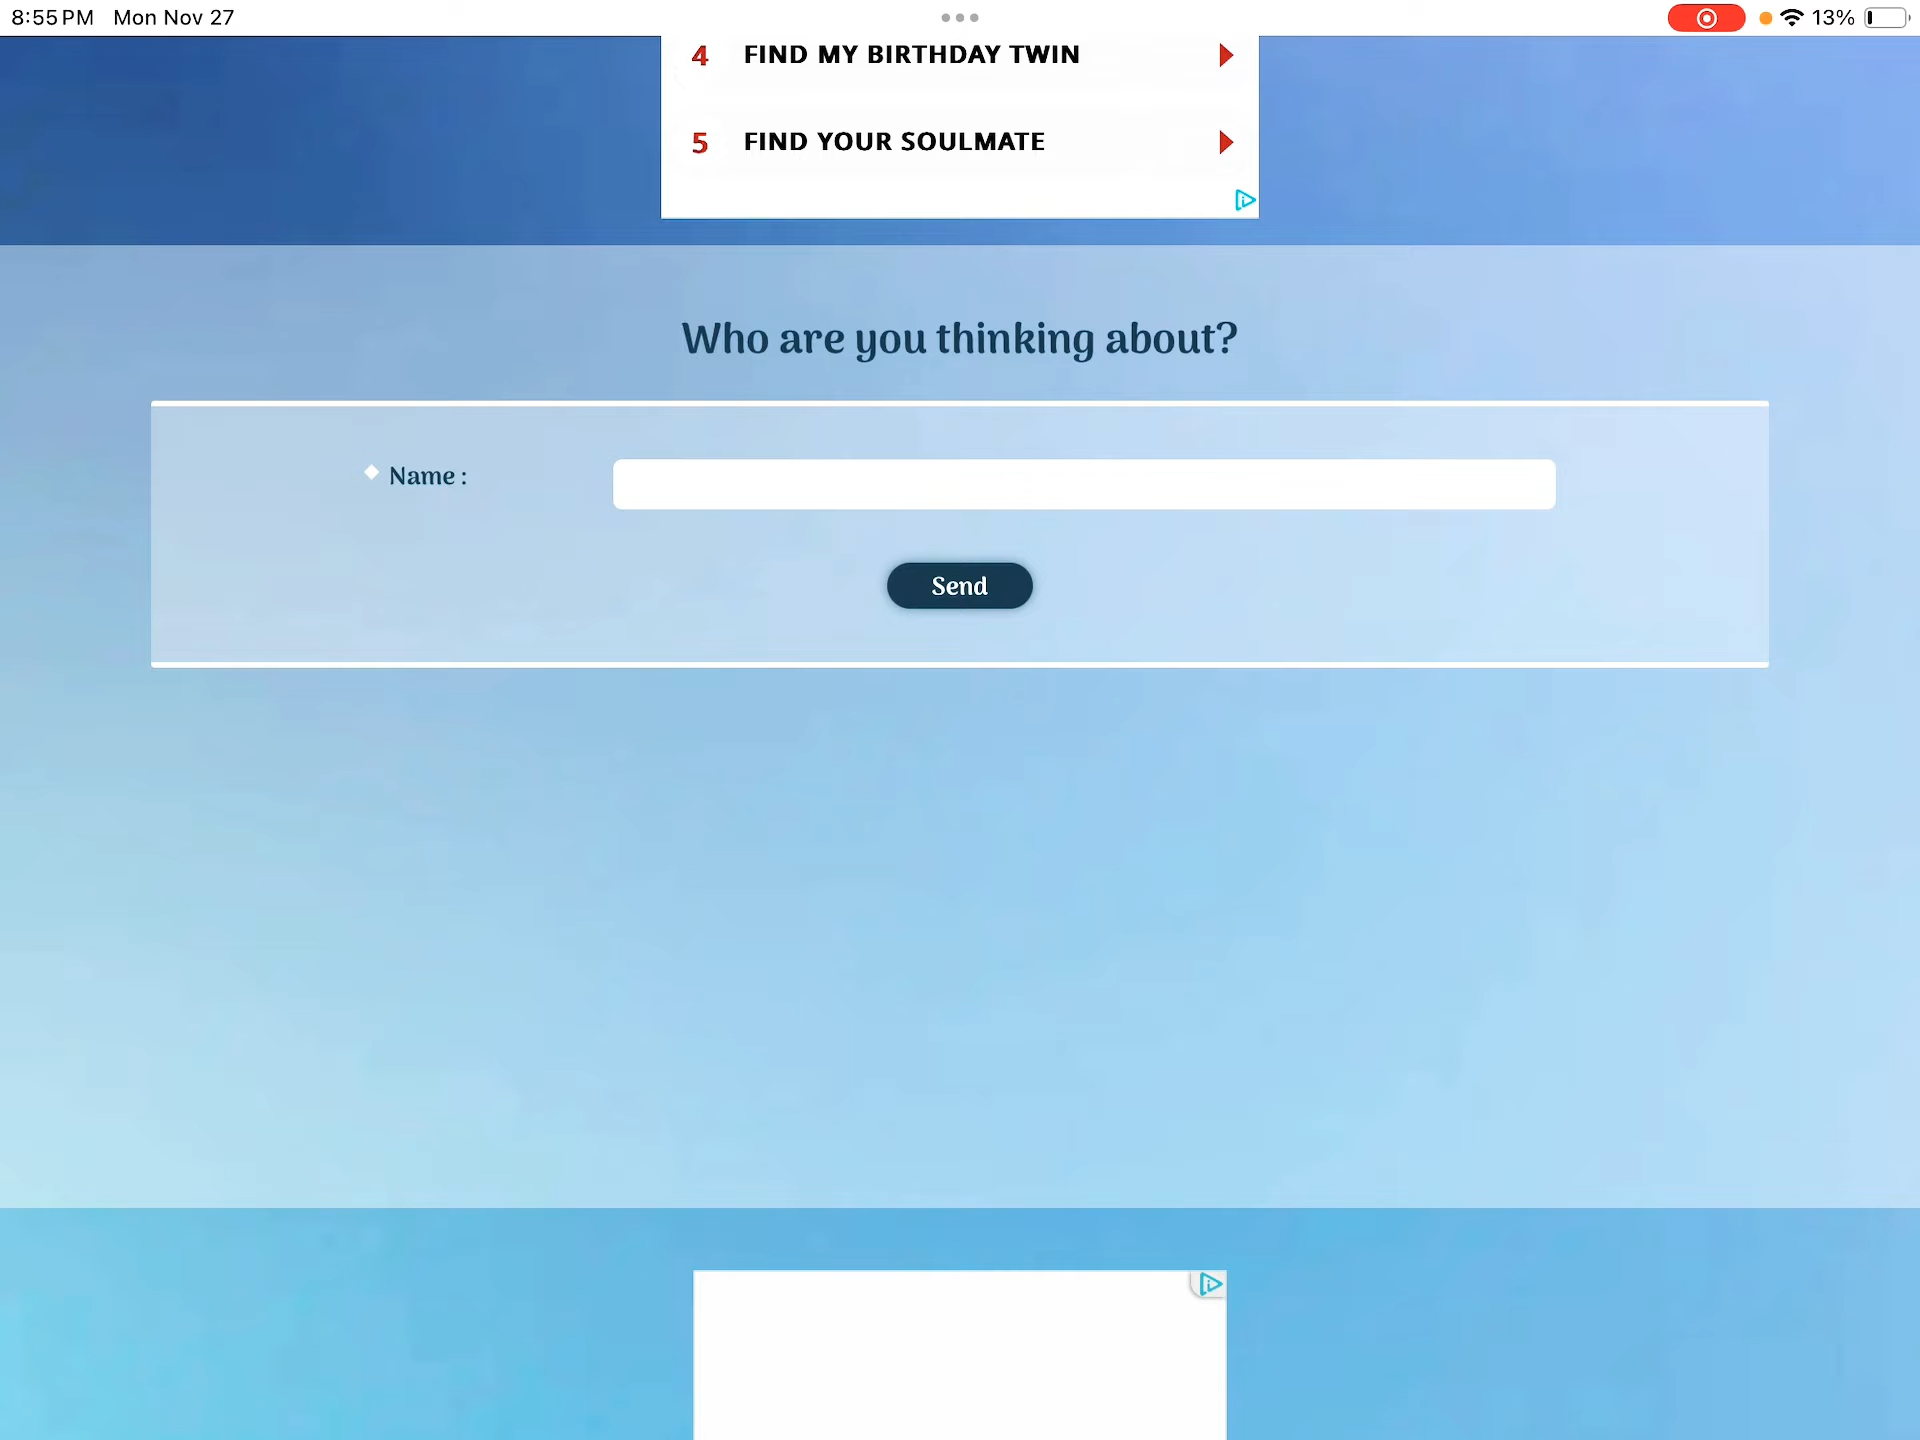 8:55 PM Mon Nov 27
13%
4 FIND MY BIRTHDAY TWIN
5 FIND YOUR SOULMATE
Who are you thinking about?
Name :
Send